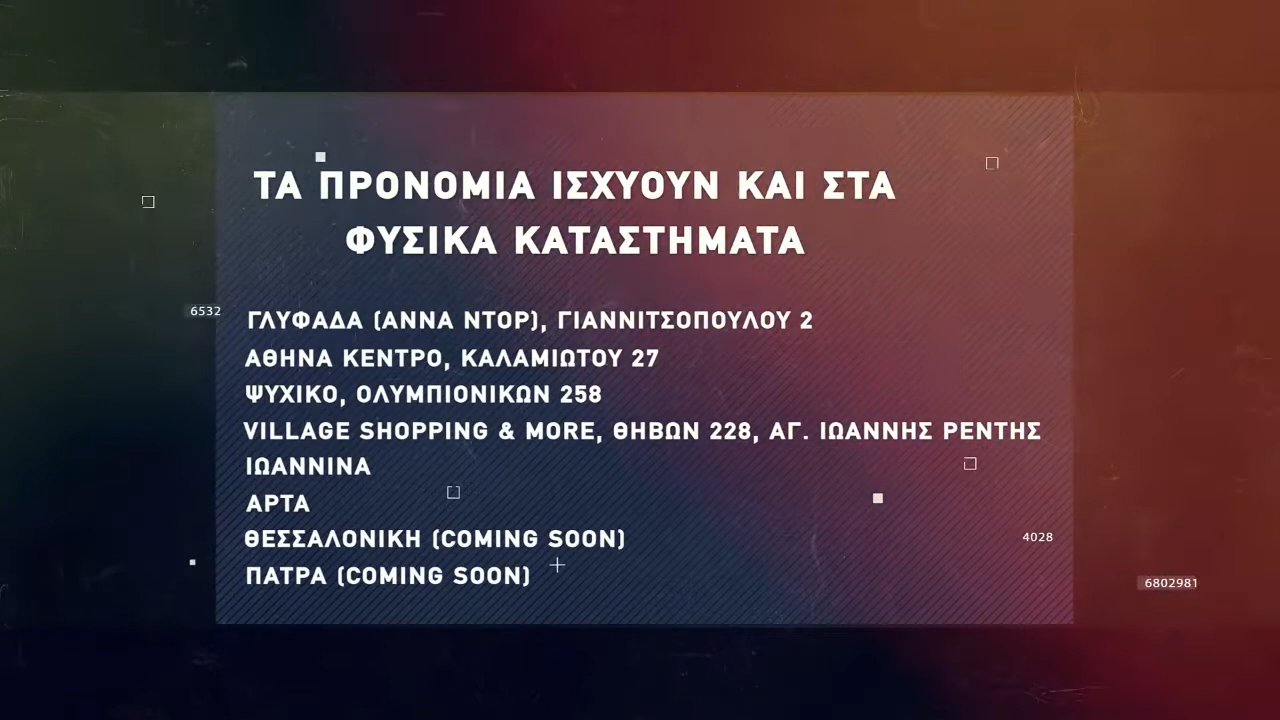 ΤΑ ΠΡΟΝΟΜΙΑ ΙΣΧΥΟΥΝ ΚΑΙ ΣΤΑ
ΦΥΣΙΚΑ ΚΑΤΑΣΤΗΜΑΤΑ
6532
ΓΛΥΦΑΔΑ (ΑΝΝΑ ΝΤΟΡ), ΓΙΑΝΝΙΤΣΟΠΟΥΛΟΥ 2
ΑΘΗΝΑ ΚΕΝΤΡΟ, ΚΑΛΑΜΙΩΤΟΥ 27
ΨΥΧΙΚΟ, ΟΛΥΜΠΙΟΝΙΚΩΝ 258
VILLAGE SHOPPING & MORE, ΘΗΒΩΝ 228, ΑΓ. ΙΩΑΝΝΗΣ ΡΕΝΤΗΣ
ΙΩΑΝΝΙΝΑ
ΑΡΤΑ
ΘΕΣΣΑΛΟΝΙΚΗ (COMING SOON)
4028
ΠΑΤΡΑ (COMING SOON)
6802981